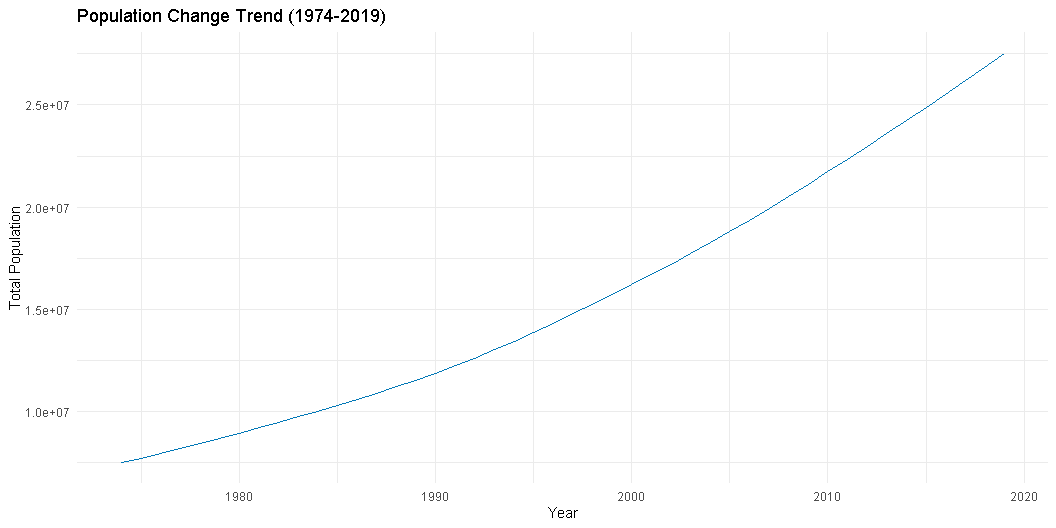 Population Change Trend (1974-2019)
Total Population
2.5e+07
2.0e+07
1.5e+07
1.0e+07
1980 1990 2000 2010 2020
Year